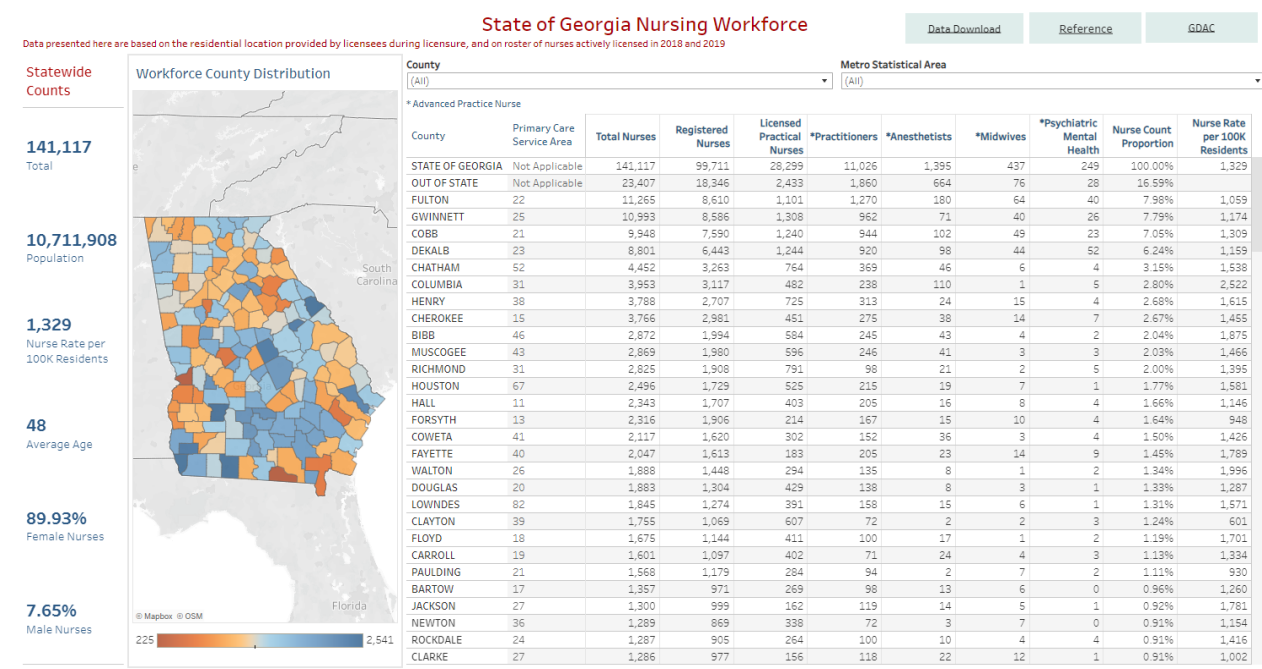 State of Georgia Nursing Workforce
Data Download
Reference
GDAC
Data presented here are based on the residential location provided by licensees during licensure, and on roster of nurses actively licensed in 2018 and 2019
Statewide
Counts
141,117
Total
10,711,908
Population
1,329
Nurse Rate per
100K Residents
48
Average Age
89.93%
Female Nurses
7.65%
Male Nurses
Workforce County Distribution
South
Carolina
Florida
© Mapbox © OSM
225 2,541
County
(All)
Metro Statistical Area
(All)
* Advanced Practice Nurse
County Primary Care Service Area Total Nurses Registered Nurses Licensed Practical Nurses *Practitioners *Anesthetists *Midwives *Psychiatric Mental Health Nurse Count Proportion Nurse Rate per 100K Residents
STATE OF GEORGIA Not Applicable 141,117 99,711 28,299 11,026 1,395 437 249 100.00% 1,329
OUT OF STATE Not Applicable 23,407 18,346 2,433 1,860 664 76 28 16.59%
FULTON 22 11,265 8,610 1,101 1,270 180 64 40 7.98% 1,059
GWINNETT 25 10,993 8,586 1,308 962 71 40 26 7.79% 1,174
COBB 21 9,948 7,590 1,240 944 102 49 23 7.05% 1,309
DEKALB 23 8,801 6,443 1,244 920 98 44 52 6.24% 1,159
CHATHAM 52 4,452 3,263 764 369 46 6 4 3.15% 1,538
COLUMBIA 31 3,953 3,117 482 238 110 1 5 2.80% 2,522
HENRY 38 3,788 2,707 725 313 24 15 4 2.68% 1,615
CHEROKEE 15 3,766 2,981 451 275 38 14 7 2.67% 1,455
BIBB 46 2,872 1,994 584 245 43 4 2 2.04% 1,875
MUSCOGEE 43 2,869 1,980 596 246 41 3 3 2.03% 1,466
RICHMOND 31 2,825 1,908 791 98 21 2 5 2.00% 1,395
HOUSTON 67 2,496 1,729 525 215 19 7 1 1.77% 1,581
HALL 11 2,343 1,707 403 205 16 8 4 1.66% 1,146
FORSYTH 13 2,316 1,906 214 167 15 10 4 1.64% 948
COWETA 41 2,117 1,620 302 152 36 3 4 1.50% 1,426
FAYETTE 40 2,047 1,613 183 205 23 14 9 1.45% 1,789
WALTON 26 1,888 1,448 294 135 8 1 2 1.34% 1,996
DOUGLAS 20 1,883 1,304 429 138 8 3 1 1.33% 1,287
LOWNDES 82 1,845 1,274 391 158 15 6 1 1.31% 1,571
CLAYTON 39 1,755 1,069 607 72 2 2 3 1.24% 601
FLOYD 18 1,675 1,144 411 100 17 1 2 1.19% 1,701
CARROLL 19 1,601 1,097 402 71 24 4 3 1.13% 1,334
PAULDING 21 1,568 1,179 284 94 2 7 2 1.11% 930
BARTOW 17 1,357 971 269 98 13 6 0 0.96% 1,260
JACKSON 27 1,300 999 162 119 14 5 1 0.92% 1,781
NEWTON 36 1,289 869 338 72 3 7 0 0.91% 1,154
ROCKDALE 24 1,287 905 264 100 10 4 4 0.91% 1,416
CLARKE 27 1,286 977 156 118 22 12 1 0.91% 1,002